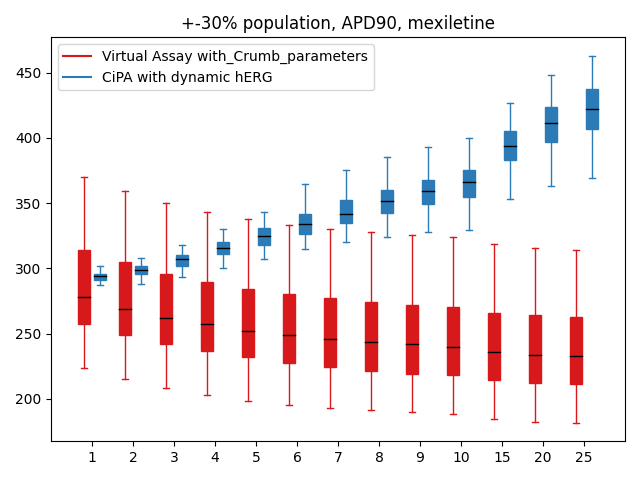 +-30% population, APD90, mexiletine
Virtual Assay with_Crumb_parameters
CiPA with dynamic hERG
450
400
350
300
250
200
1 2 3 4 5 6 7 8 9 10 15 20 25